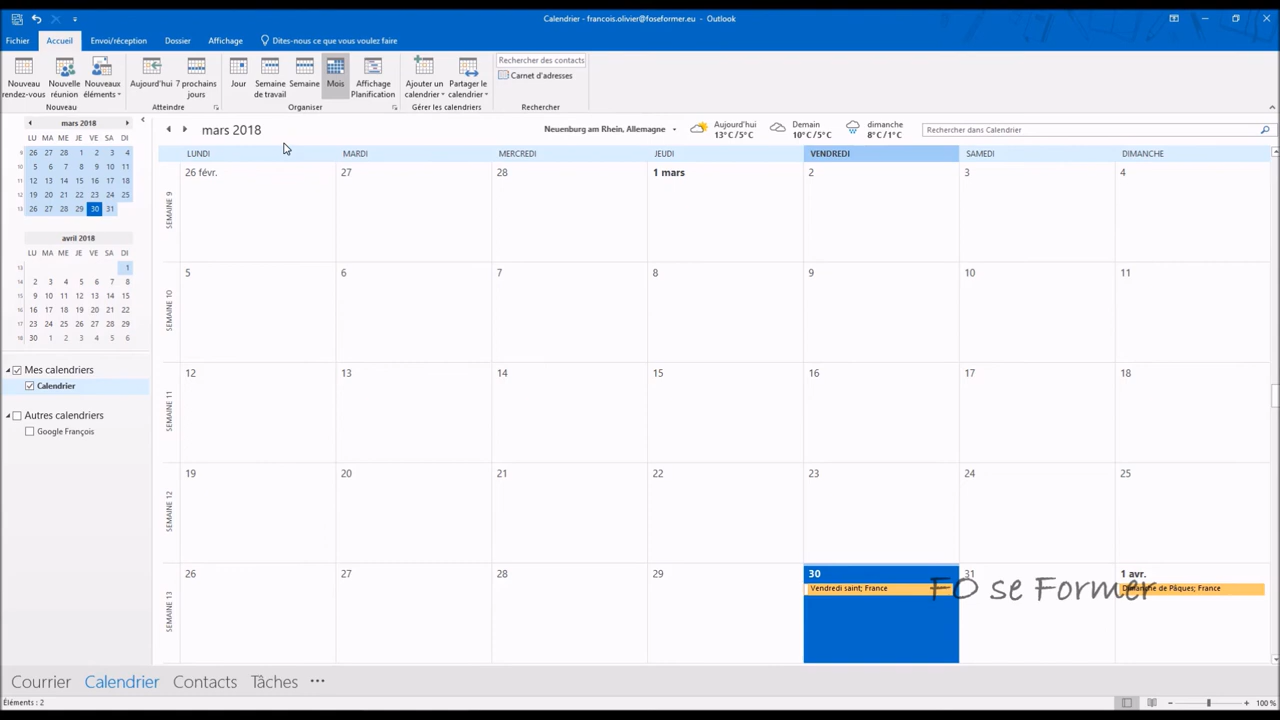 Calendrier - francois.olivier@foseformer.eu - Outlook
Fichier Accueil Envoi/réception Dossier Affichage Dites-nous ce que vous voulez faire
Nouveau rendez-vous
Nouvelle réunion
Nouveaux éléments
Nouveau
Aujourd'hui
7 prochains jours
Atteindre
Jour
Semaine de travail
Semaine
Mois
Affichage Planification
Organiser
Ajouter un calendrier
Partager le calendrier
Gérer les calendriers
Rechercher des contacts
Carnet d'adresses
Rechercher
mars 2018
LU MA ME JE VE SA DI
9 26 27 28 1 2 3 4
10 5 6 7 8 9 10 11
11 12 13 14 15 16 17 18
12 19 20 21 22 23 24 25
13 26 27 28 29 30 31
avril 2018
LU MA ME JE VE SA DI
13 1
14 2 3 4 5 6 7 8
15 9 10 11 12 13 14 15
16 16 17 18 19 20 21 22
17 23 24 25 26 27 28 29
18 30 1 2 3 4 5 6
Mes calendriers
Calendrier
Autres calendriers
Google François
mars 2018
Neuenburg am Rhein, Allemagne
Aujourd'hui
13°C/5°C
Demain
10°C/5°C
dimanche
8°C/1°C
Rechercher dans Calendrier
LUNDI MARDI MERCREDI JEUDI VENDREDI SAMEDI DIMANCHE
SEMAINE 9
26 févr. 27 28 1 mars 2 3 4
SEMAINE 10
5 6 7 8 9 10 11
SEMAINE 11
12 13 14 15 16 17 18
SEMAINE 12
19 20 21 22 23 24 25
SEMAINE 13
26 27 28 29 30 31 1 avr.
Vendredi saint; France
Dimanche de Pâques; France
FO se Former
Courrier Calendrier Contacts Tâches •••
Éléments : 2
100 %